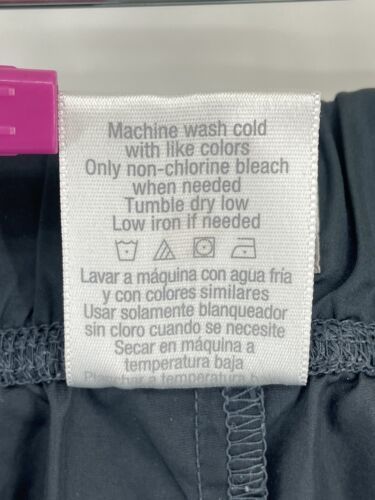 Machine wash cold
with like colors
Only non-chlorine bleach
when needed
Tumble dry low
Low iron if needed
Lavar a máquina con agua fría
y con colores similares
Usar solamente blanqueador
sin cloro cuando se necesite
Secar en máquina a
temperatura baja
a temperatura